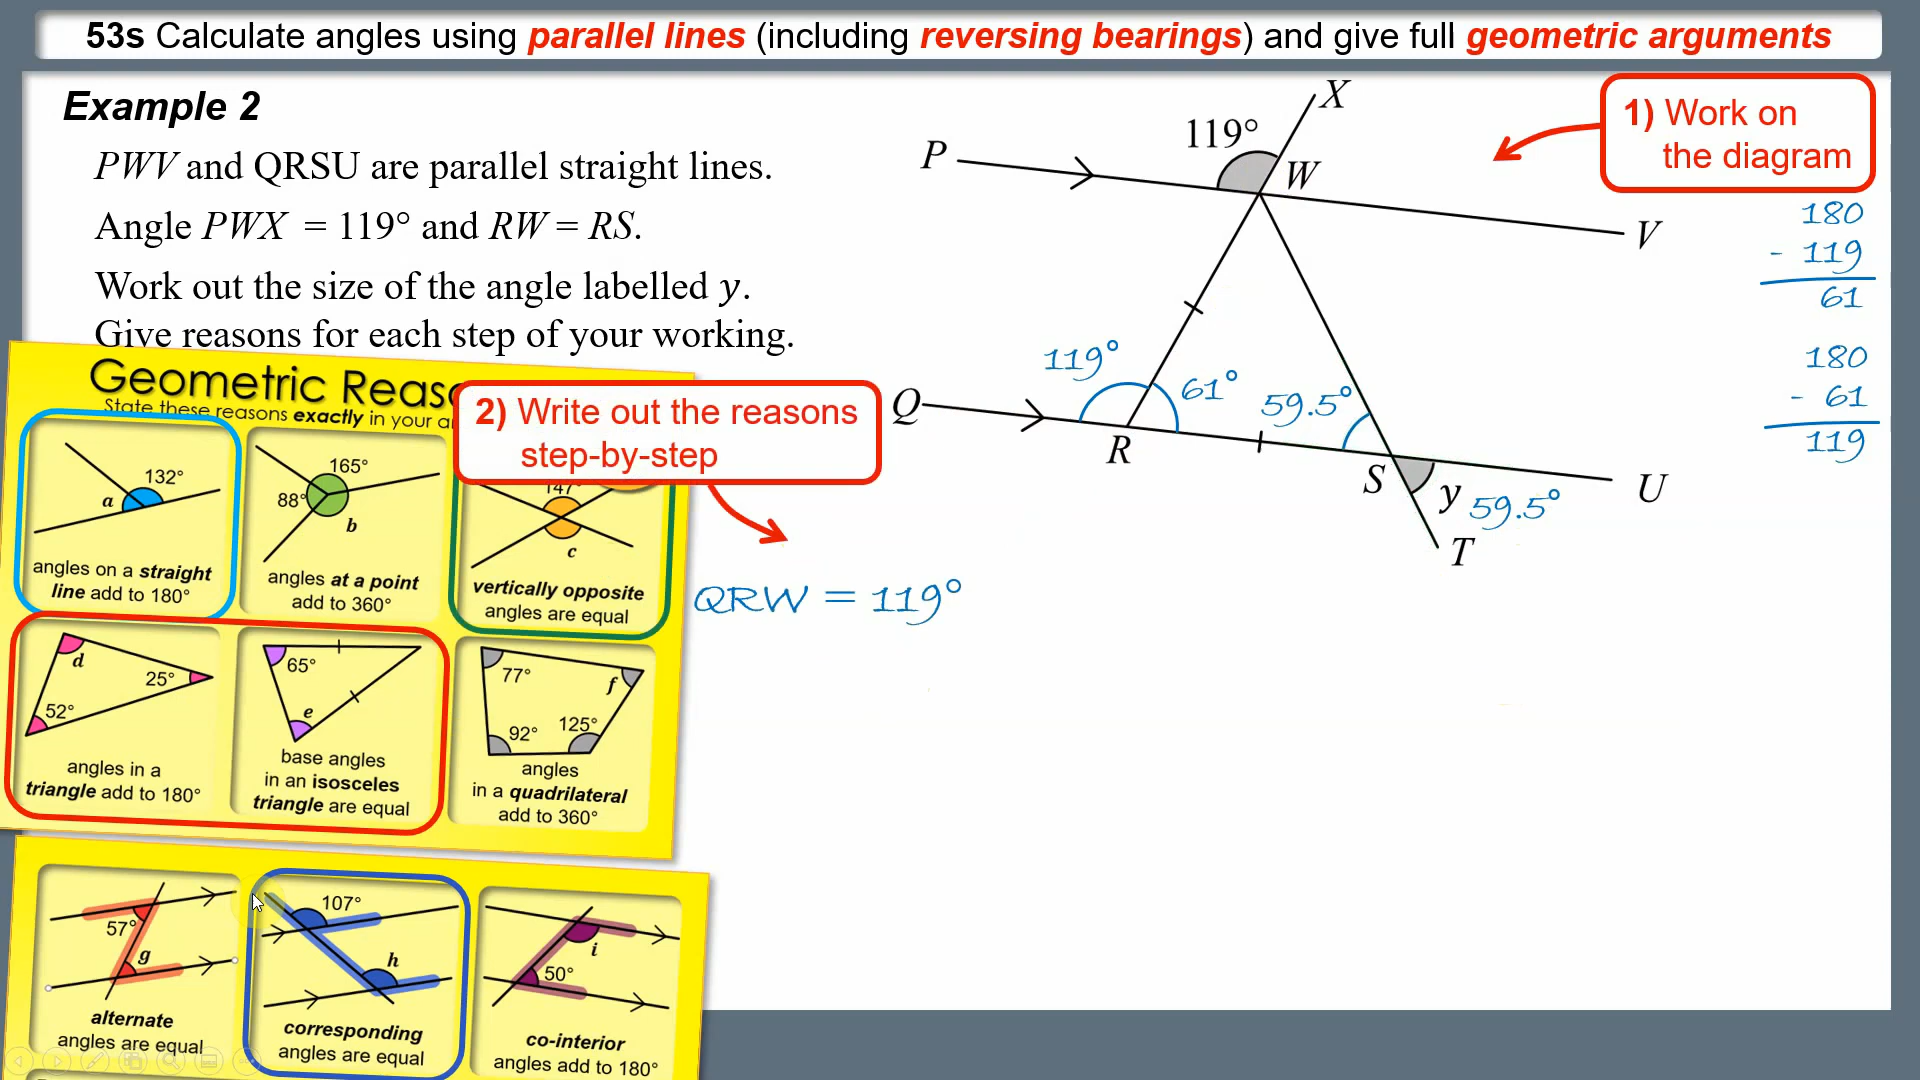 53s Calculate angles using parallel lines (including reversing bearings) and give full geometric arguments
Example 2
PWV and QRSU are parallel straight lines.
Angle PWX = 119° and RW = RS.
Work out the size of the angle labelled y.
Give reasons for each step of your working.
1) Work on
the diagram
X
119°
P
W
V
180
- 119
61
180
- 61
119
119°
61°
59.5°
Q
R
S
y
59.5°
U
T
2) Write out the reasons
step-by-step
QRW = 119°
Geometric Reaso
State these reasons exactly in your a
132°
a
angles on a straight
line add to 180°
165°
88°
b
angles at a point
add to 360°
147°
c
vertically opposite
angles are equal
d
25°
52°
angles in a
triangle add to 180°
65°
e
base angles
in an isosceles
triangle are equal
77°
f
92°
125°
angles
in a quadrilateral
add to 360°
57°
g
alternate
angles are equal
107°
h
corresponding
angles are equal
i
50°
co-interior
angles add to 180°